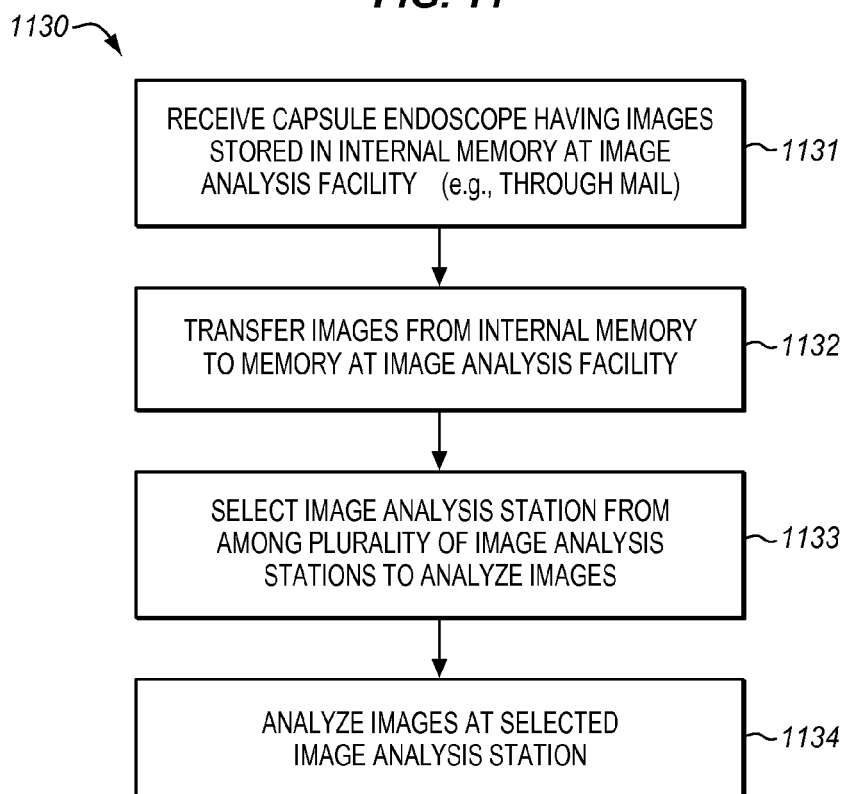 1130
RECEIVE CAPSULE ENDOSCOPE HAVING IMAGES
STORED IN INTERNAL MEMORY AT IMAGE
ANALYSIS FACILITY (e.g., THROUGH MAIL)
1131
TRANSFER IMAGES FROM INTERNAL MEMORY
TO MEMORY AT IMAGE ANALYSIS FACILITY
1132
SELECT IMAGE ANALYSIS STATION FROM
AMONG PLURALITY OF IMAGE ANALYSIS
STATIONS TO ANALYZE IMAGES
1133
ANALYZE IMAGES AT SELECTED
IMAGE ANALYSIS STATION
1134